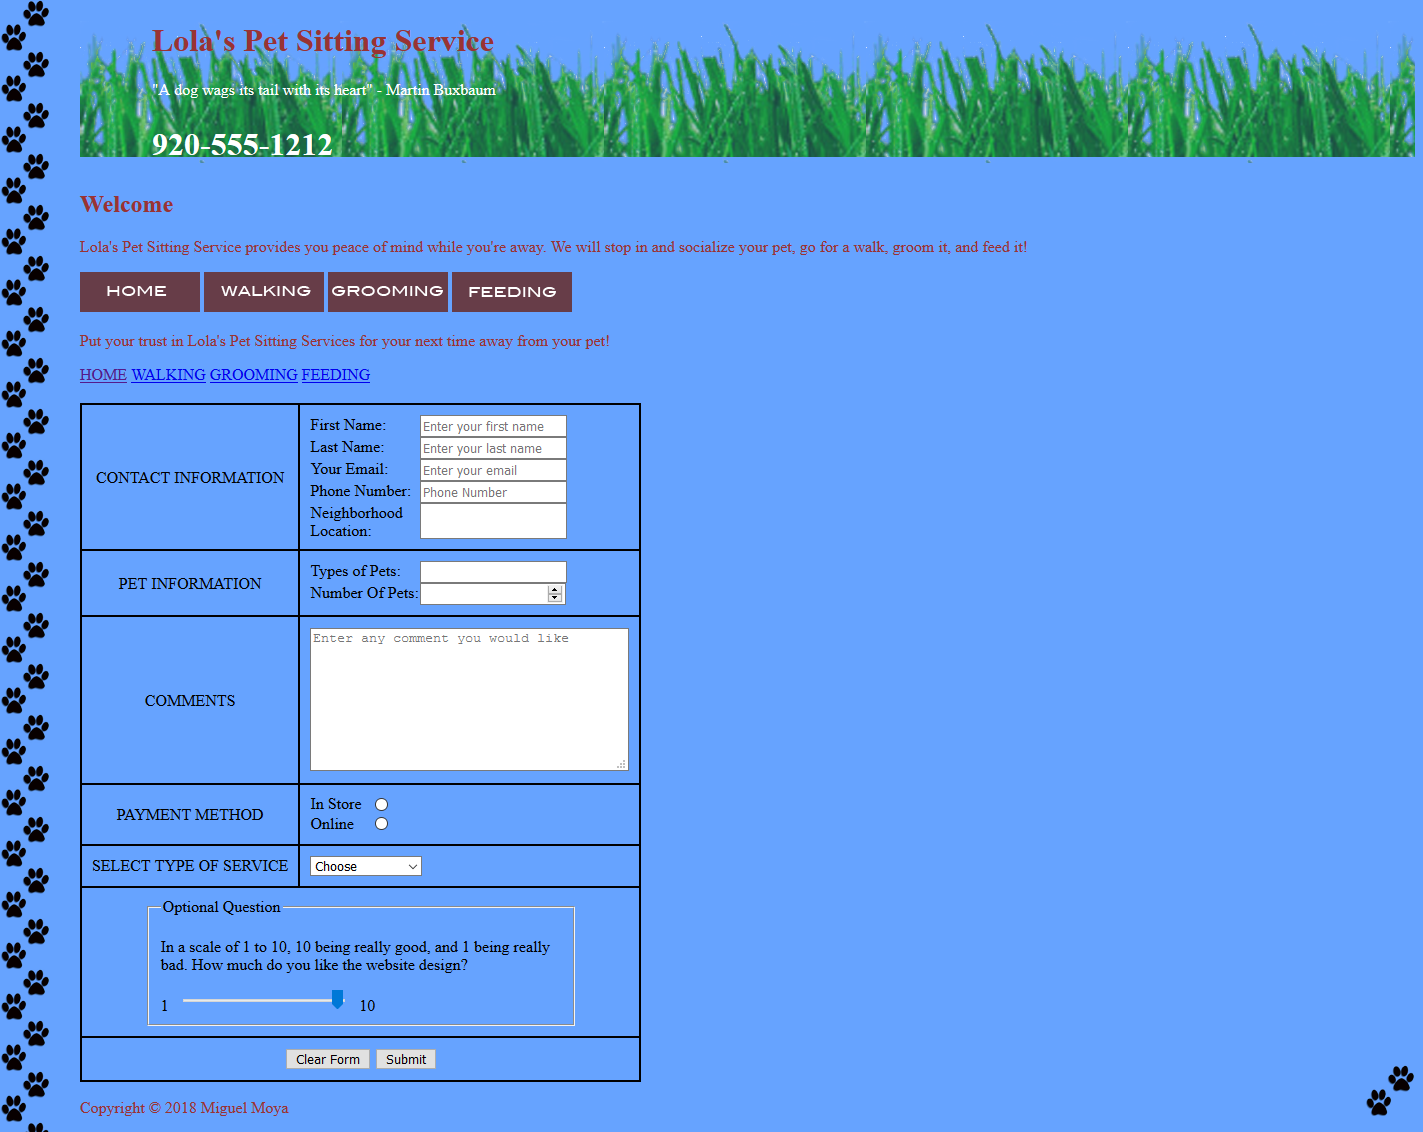 Lola's Pet Sitting Service
"A dog wags its tail with its heart" - Martin Buxbaum
920-555-1212
Welcome
Lola's Pet Sitting Service provides you peace of mind while you're away. We will stop in and socialize your pet, go for a walk, groom it, and feed it!
HOME WALKING GROOMING FEEDING
Put your trust in Lola's Pet Sitting Services for your next time away from your pet!
HOME WALKING GROOMING FEEDING
CONTACT INFORMATION
First Name: Enter your first name
Last Name: Enter your last name
Your Email: Enter your email
Phone Number: Phone Number
Neighborhood
Location:
PET INFORMATION
Types of Pets:
Number Of Pets:
COMMENTS
Enter any comment you would like
PAYMENT METHOD
In Store
Online
SELECT TYPE OF SERVICE
Choose
Optional Question
In a scale of 1 to 10, 10 being really good, and 1 being really
bad. How much do you like the website design?
1 10
Clear Form Submit
Copyright © 2018 Miguel Moya